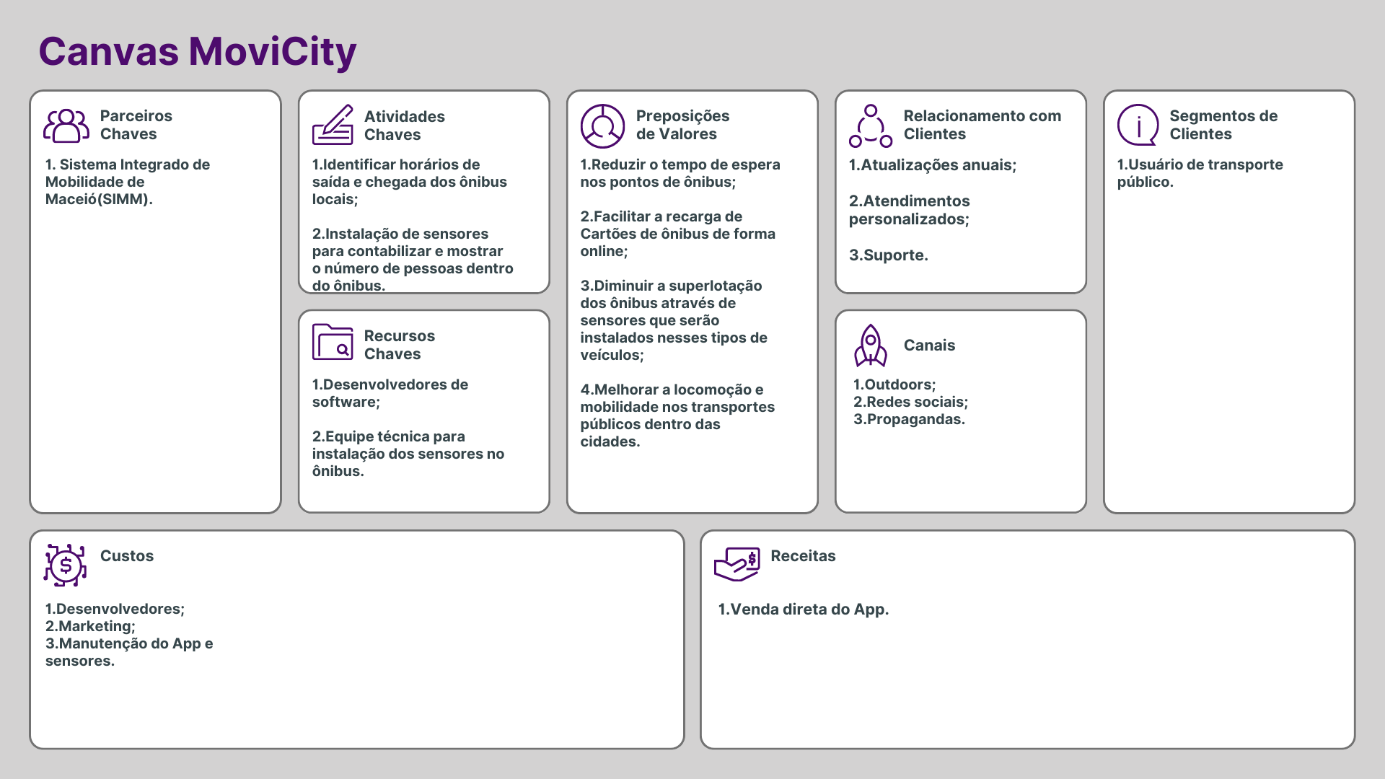 Canvas MoviCity
Parceiros
Chaves
1. Sistema Integrado de
Mobilidade de
Maceió(SIMM).
Atividades
Chaves
1.Identificar horários de
saída e chegada dos ônibus
locais;
2.Instalação de sensores
para contabilizar e mostrar
o número de pessoas dentro
do ônibus.
Recursos
Chaves
1.Desenvolvedores de
software;
2.Equipe técnica para
instalação dos sensores no
ônibus.
Preposições
de Valores
1.Reduzir o tempo de espera
nos pontos de ônibus;
2.Facilitar a recarga de
Cartões de ônibus de forma
online;
3.Diminuir a superlotação
dos ônibus através de
sensores que serão
instalados nesses tipos de
veículos;
4.Melhorar a locomoção e
mobilidade nos transportes
públicos dentro das
cidades.
Relacionamento com
Clientes
1.Atualizações anuais;
2.Atendimentos
personalizados;
3.Suporte.
Canais
1.Outdoors;
2.Redes sociais;
3.Propagandas.
Segmentos de
Clientes
1.Usuário de transporte
público.
Custos
1.Desenvolvedores;
2.Marketing;
3.Manutenção do App e
sensores.
Receitas
1.Venda direta do App.